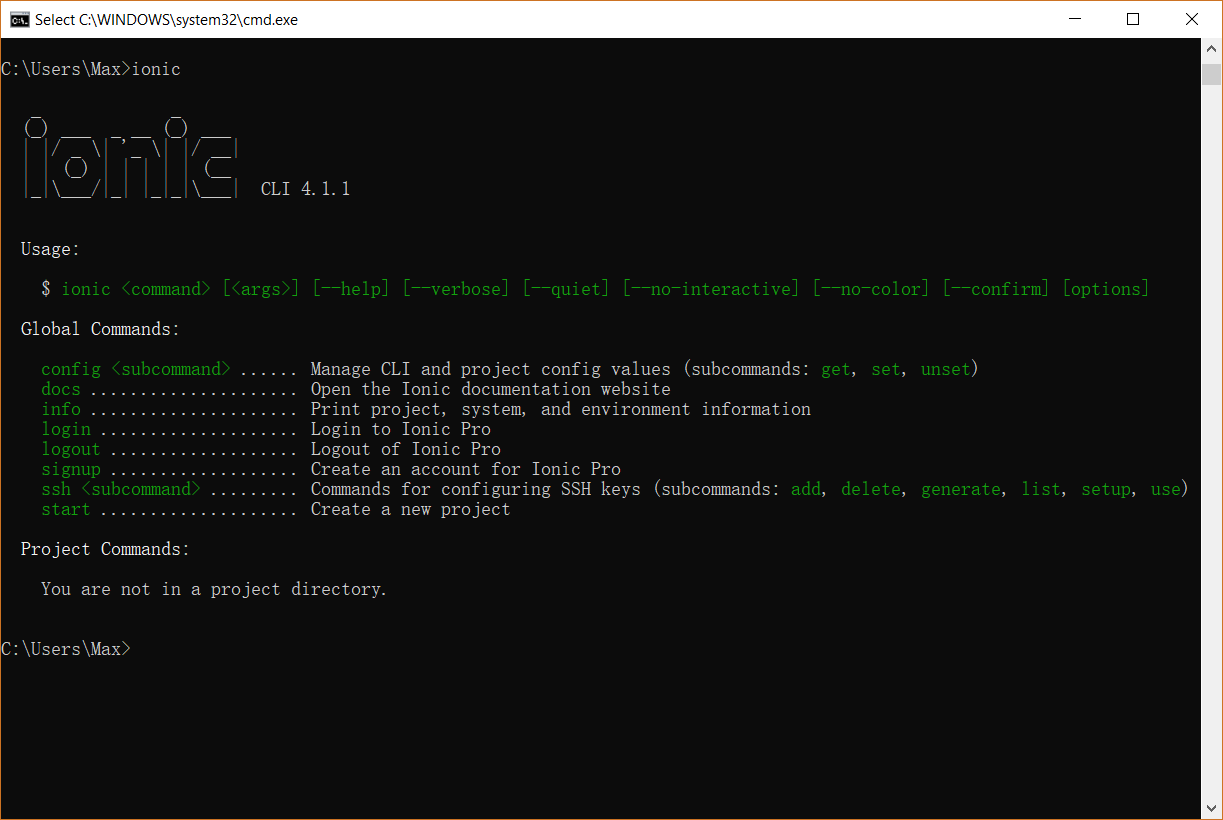 Select C:\WINDOWS\system32\cmd.exe
C:\Users\Max>ionic
ionic CLI 4.1.1
Usage:
$ ionic <command> [<args>] [--help] [--verbose] [--quiet] [--no-interactive] [--no-color] [--confirm] [options]
Global Commands:
config <subcommand> ...... Manage CLI and project config values (subcommands: get, set, unset)
docs ..................... Open the Ionic documentation website
info ..................... Print project, system, and environment information
login .................... Login to Ionic Pro
logout ................... Logout of Ionic Pro
signup ................... Create an account for Ionic Pro
ssh <subcommand> ......... Commands for configuring SSH keys (subcommands: add, delete, generate, list, setup, use)
start .................... Create a new project
Project Commands:
You are not in a project directory.
C:\Users\Max>